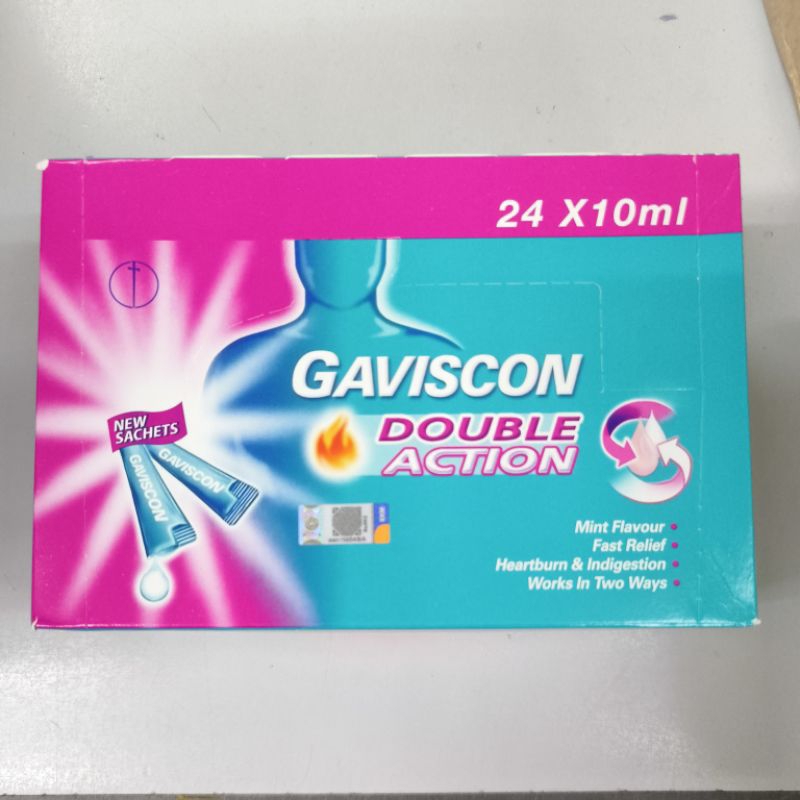 24 X10ml
GAVISCON
DOUBLE
ACTION
NEW
SACHETS
GAVISCON
GAVISCON
Mint Flavour •
Fast Relief •
Heartburn & Indigestion •
Works In Two Ways •